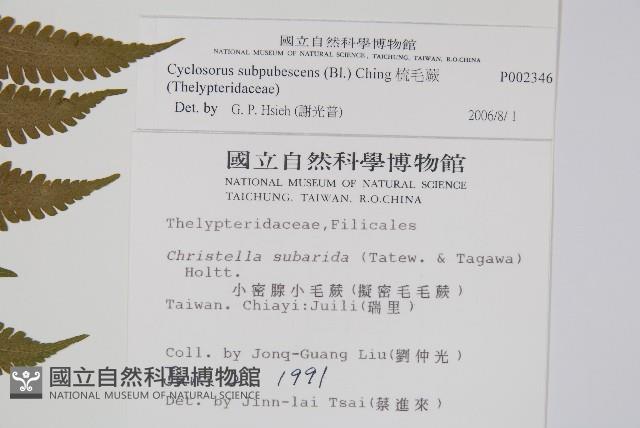 國立自然科學博物館
NATIONAL MUSEUM OF NATURAL SCIENCE, TAICHUNG, TAIWAN, R.O.CHINA
Cyclosorus subpubescens (Bl.) Ching 梳毛蕨 P002346
(Thelypteridaceae)
Det. by G. P. Hsieh (謝光普) 2006/8/1
國立自然科學博物館
NATIONAL MUSEUM OF NATURAL SCIENCE
TAICHUNG, TAIWAN, R.O.CHINA
Thelypteridaceae,Filicales
Christella subarida (Tatew. & Tagawa)
Holtt.
小密腺小毛蕨(擬密毛毛蕨)
Taiwan. Chiayi:Juili(瑞里)
Coll. by Jonq-Guang Liu(劉仲光)
1991
Det. by Jinn-lai Tsai(蔡進來)
國立自然科學博物館
NATIONAL MUSEUM OF NATURAL SCIENCE